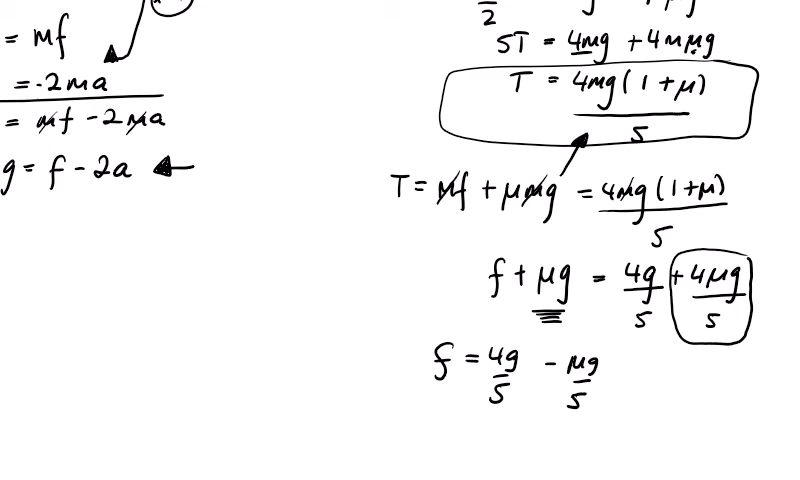 = mf
= -2ma
= mf - 2ma
g = f - 2a
2
5T = 4mg + 4mμg
T = 4mg(1+μ)
5
T = mf + μmg = 4mg(1+μ)
5
f + μg = 4g/5 + 4μg/5
f = 4g/5 - μg/5